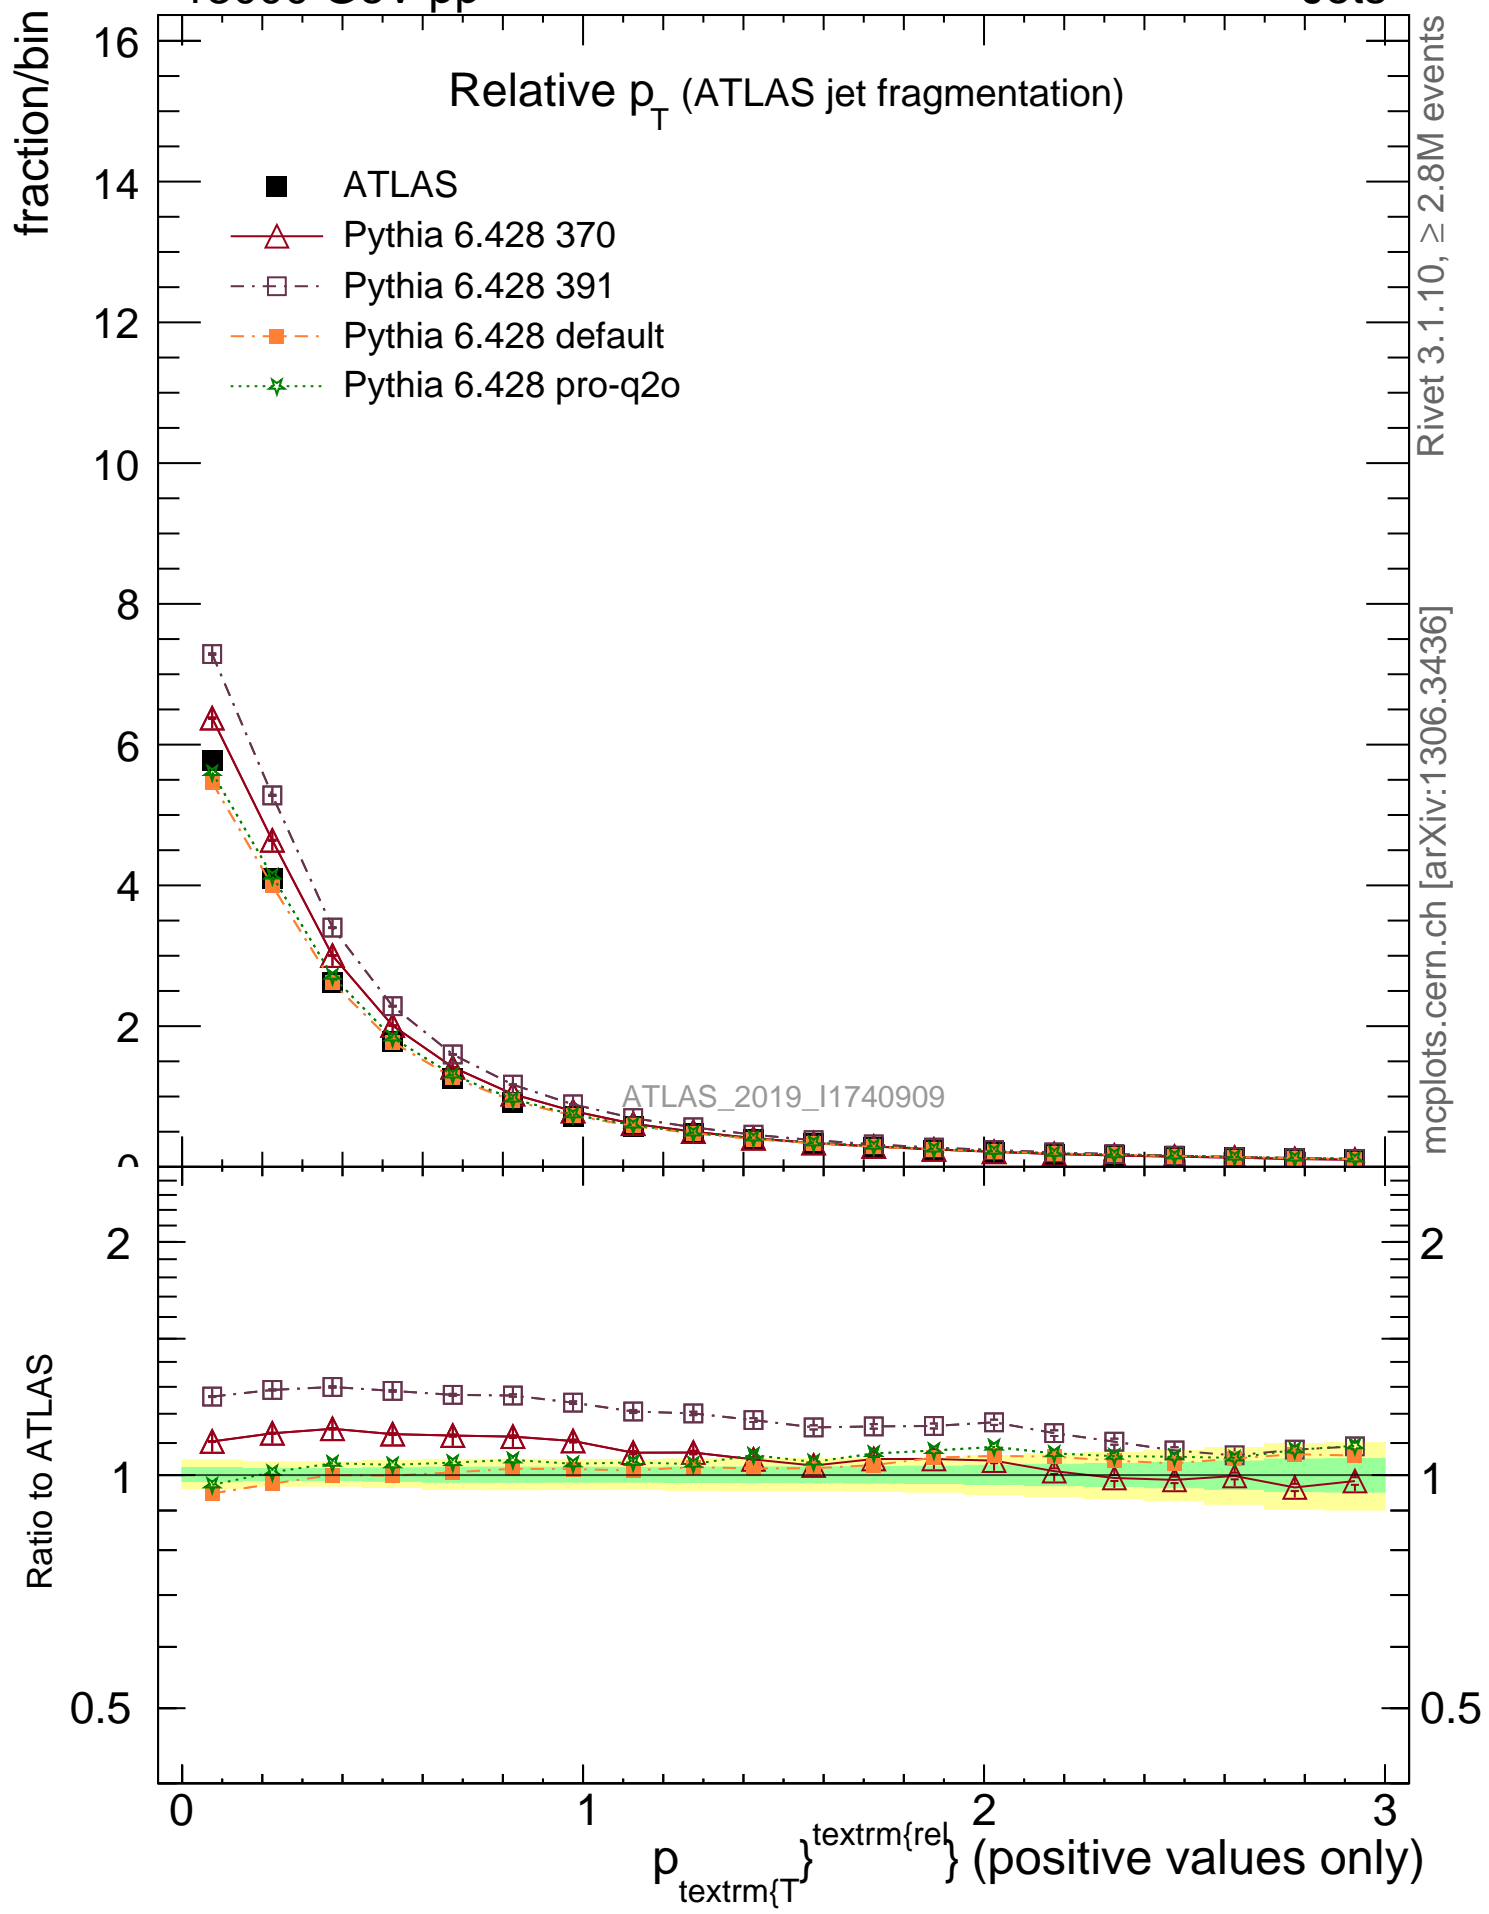 fraction/bin
16
14
12
10
8
6
4
2
Relative p_T (ATLAS jet fragmentation)
ATLAS
Pythia 6.428 370
Pythia 6.428 391
Pythia 6.428 default
Pythia 6.428 pro-q2o
ATLAS_2019_I1740909
Rivet 3.1.10, ≥ 2.8M events
mcplots.cern.ch [arXiv:1306.3436]
Ratio to ATLAS
2
1
0.5
2
1
0.5
0
1
2
3
p_textrm{T}^textrm{rel} (positive values only)